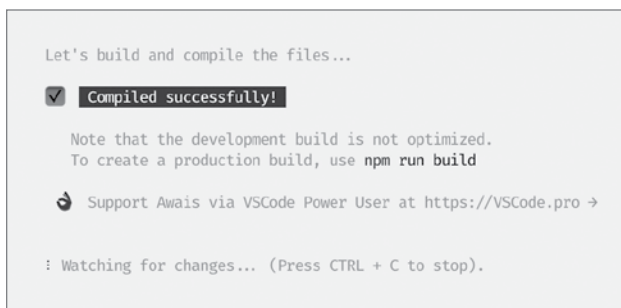 Let's build and compile the files...
Compiled successfully!
Note that the development build is not optimized.
To create a production build, use npm run build
Support Awais via VSCode Power User at https://VSCode.pro →
Watching for changes... (Press CTRL + C to stop).